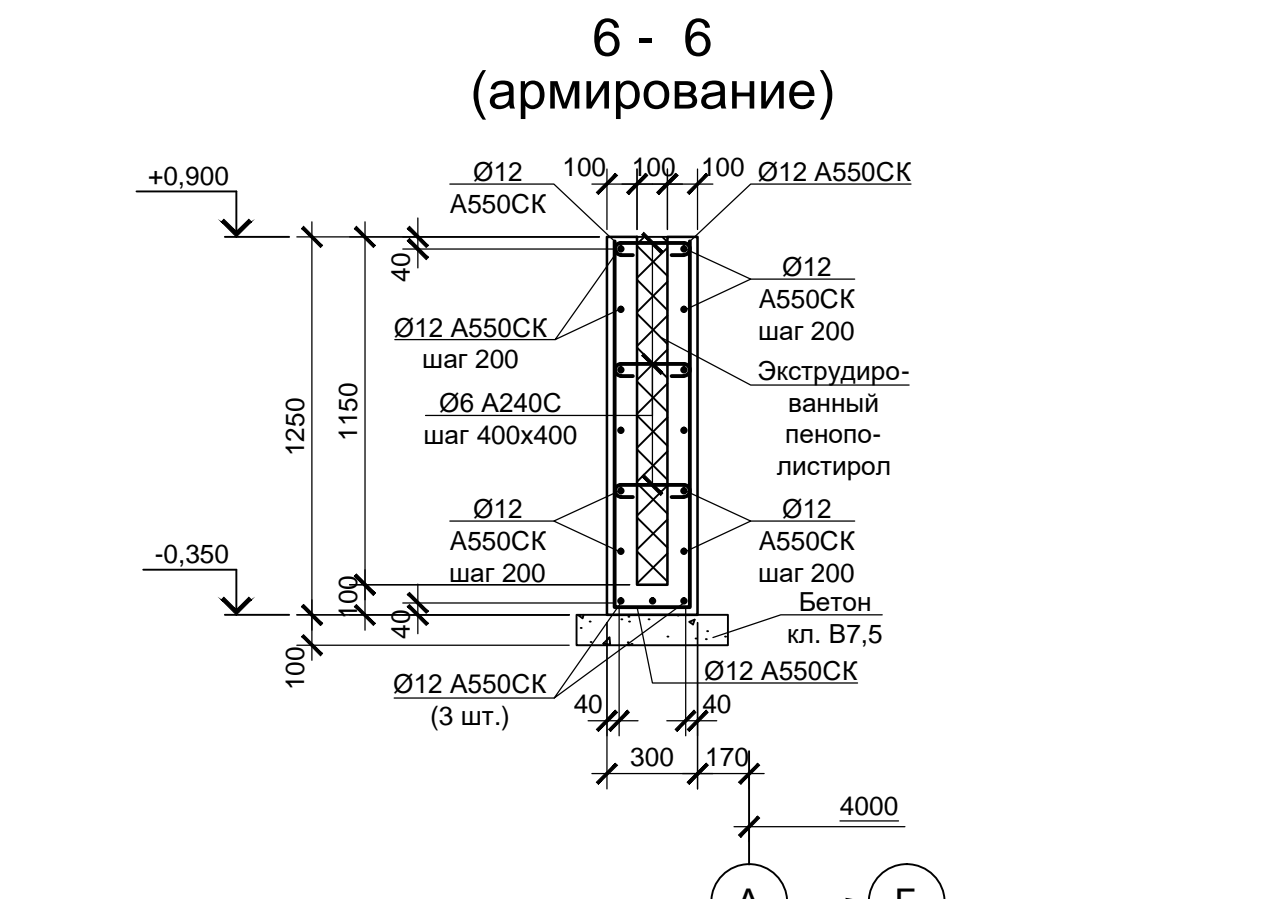 6 - 6
(армирование)
+0,900
Ø12
А550СК
100
100
100
Ø12 А550СК
40
Ø12
А550СК
шаг 200
Ø12 А550СК
шаг 200
Экструдиро-
ванный
пенопо-
листирол
1250
1150
Ø6 А240С
шаг 400х400
Ø12
А550СК
шаг 200
Ø12
А550СК
шаг 200
-0,350
100
40
Бетон
кл. В7,5
100
Ø12 А550СК
(3 шт.)
Ø12 А550СК
40
40
300
170
4000
А